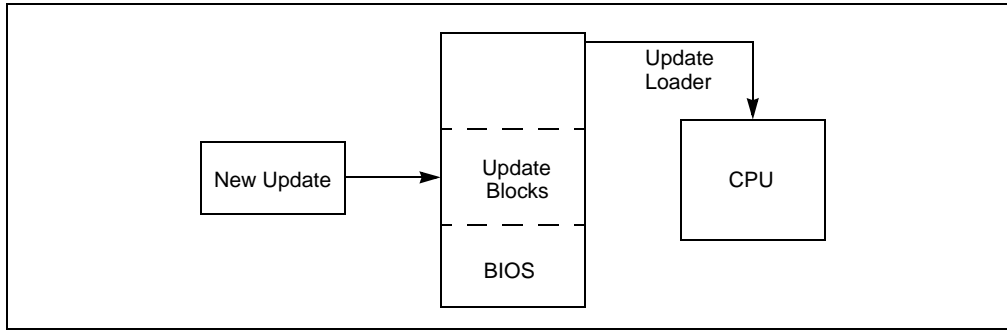 Update
Loader
New Update
Update
Blocks
CPU
BIOS